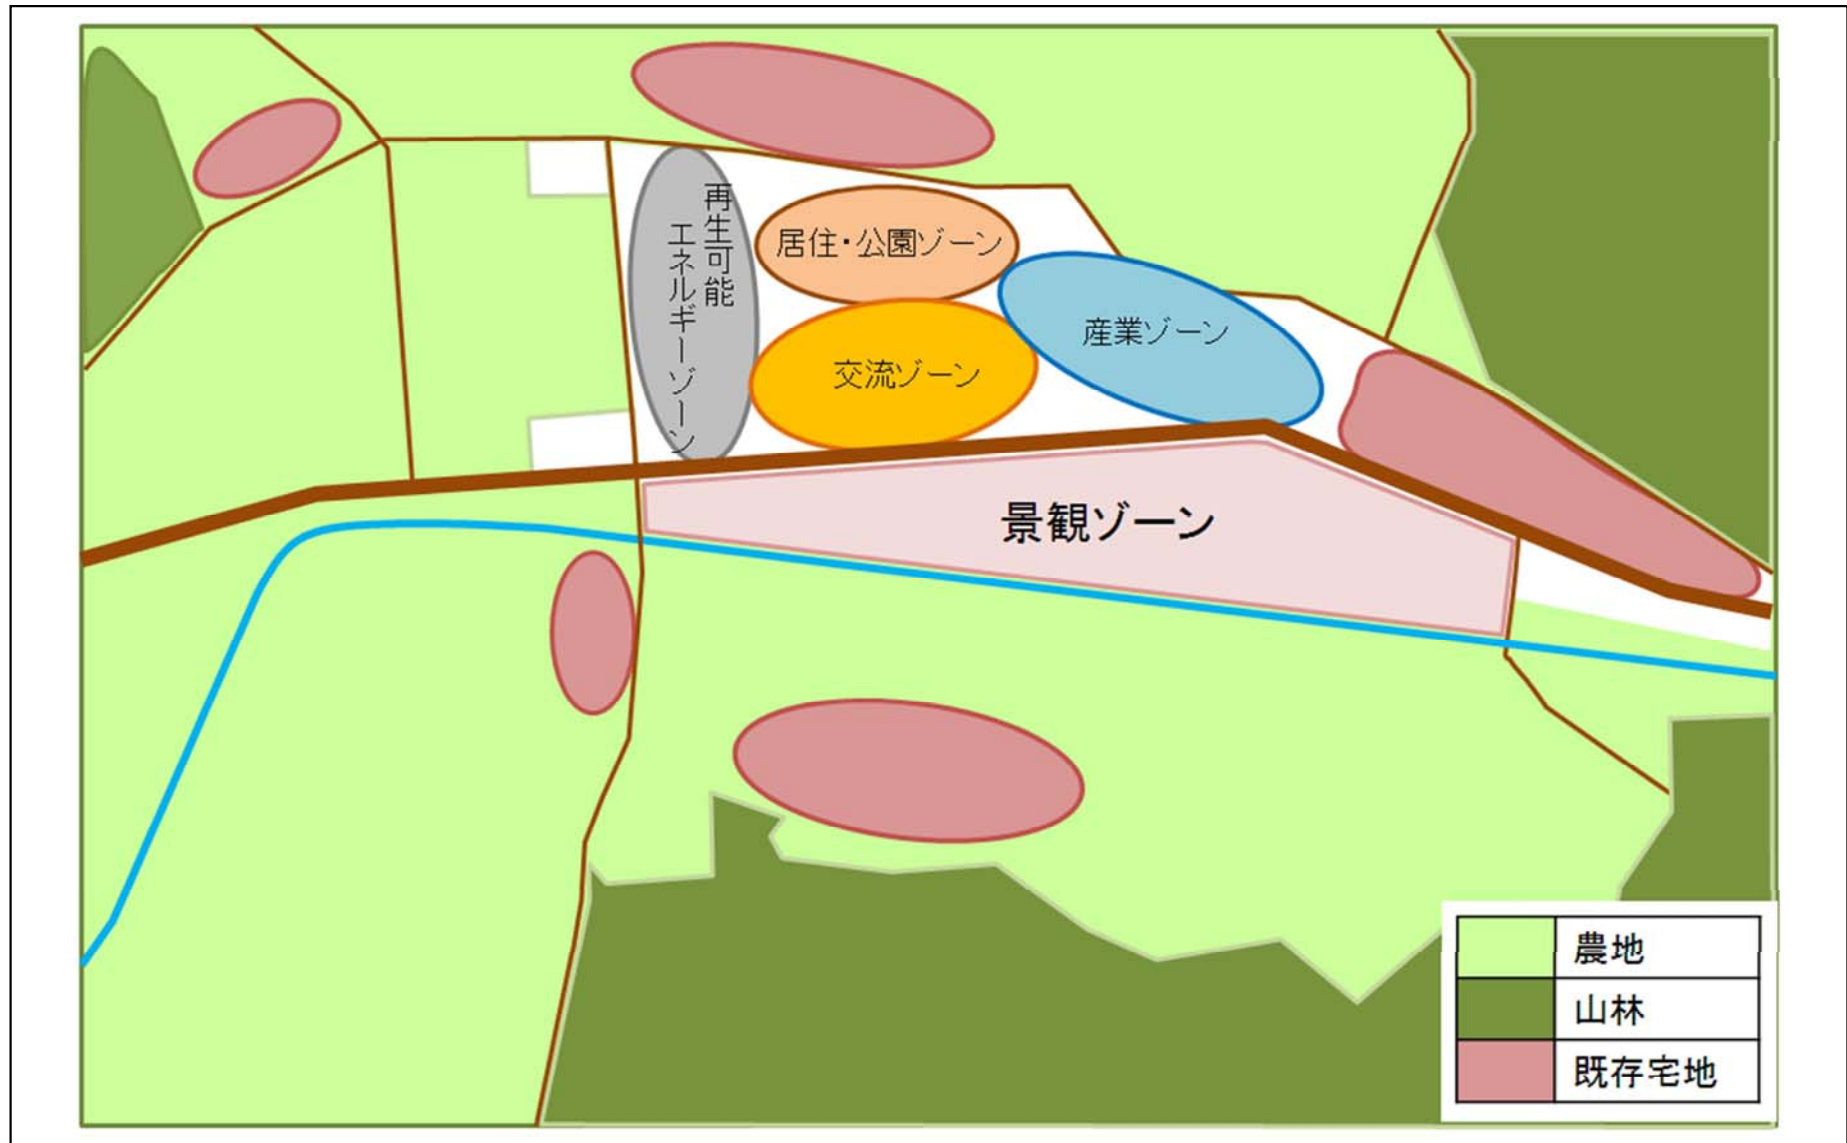 再生可能
エネルギーゾーン
居住・公園ゾーン
交流ゾーン
産業ゾーン
景観ゾーン
農地
山林
既存宅地